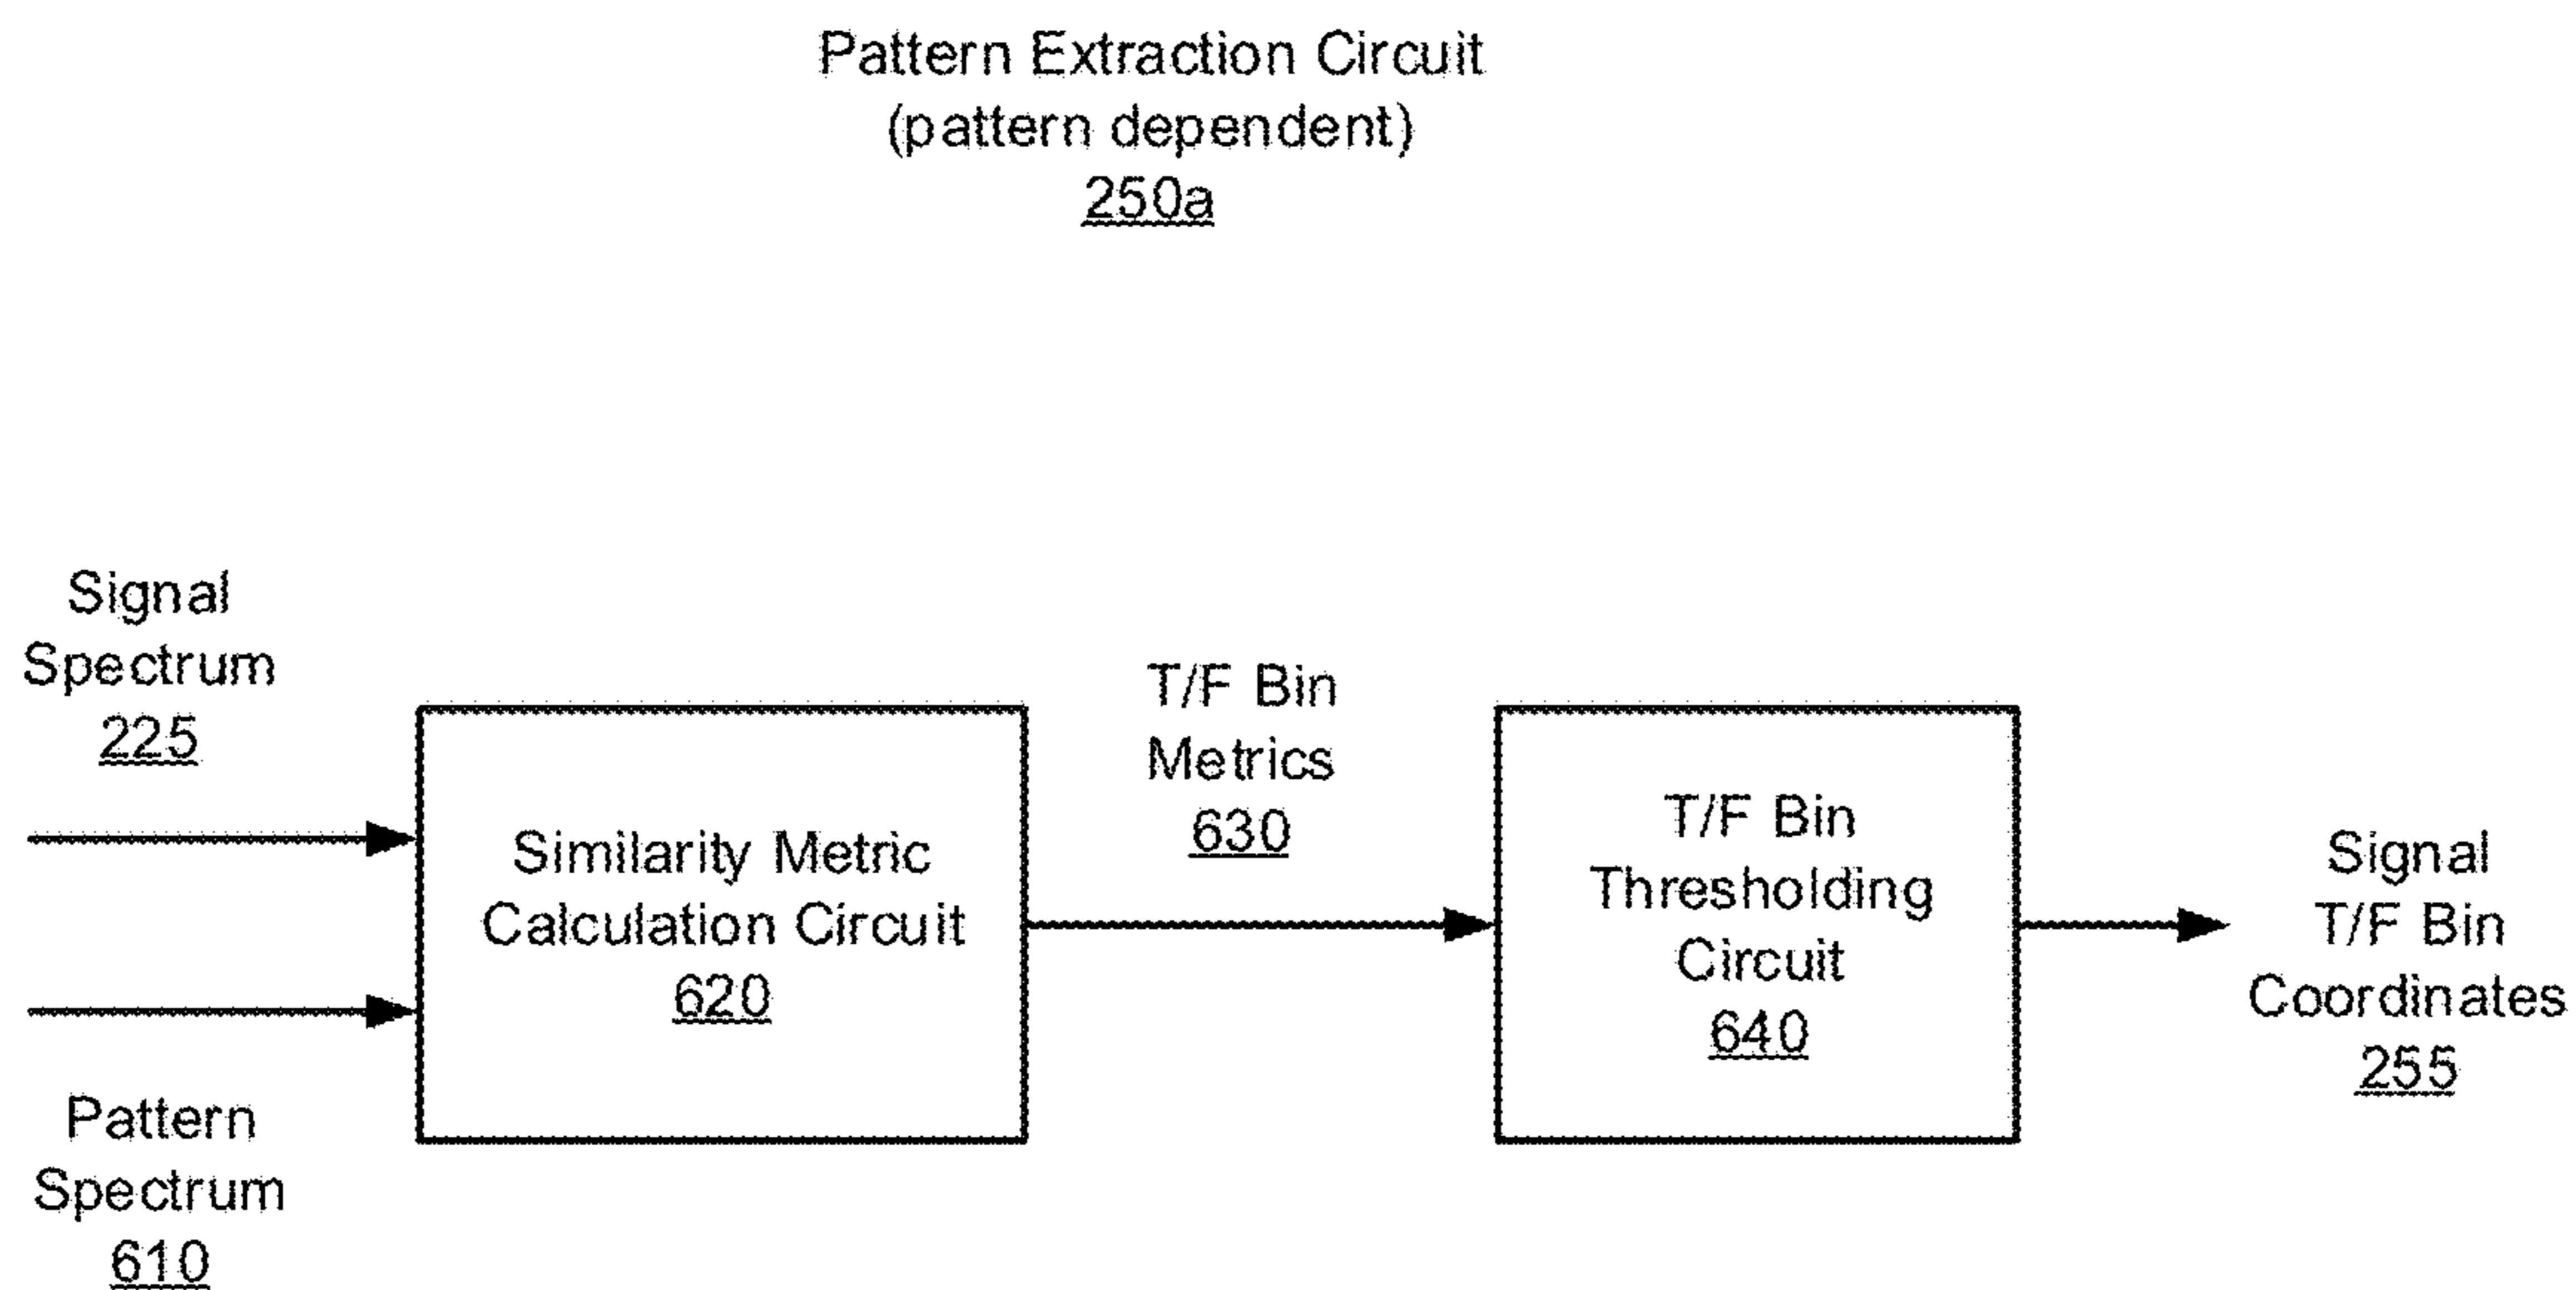 Pattern Extraction Circuit
(pattern dependent)
250a
Signal
Spectrum
225
Pattern
Spectrum
610
Similarity Metric
Calculation Circuit
620
T/F Bin
Metrics
630
T/F Bin
Thresholding
Circuit
640
Signal
T/F Bin
Coordinates
255